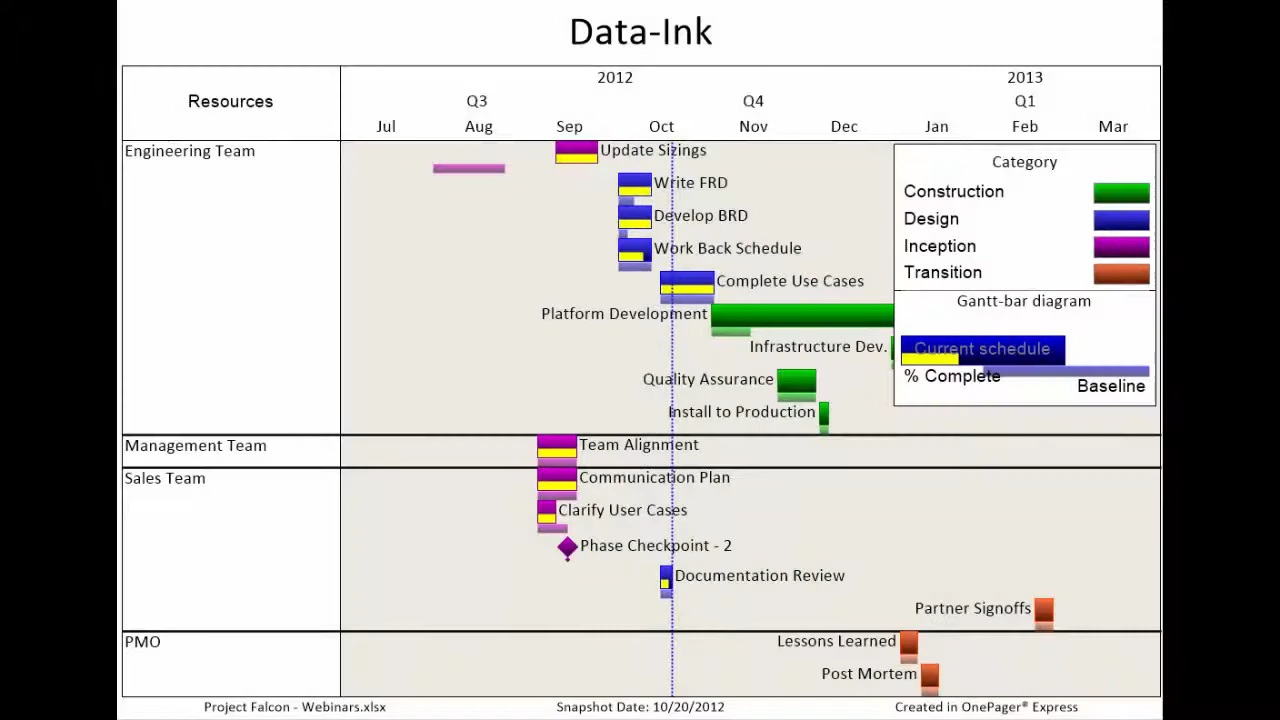 Data-Ink
2012 2013
Resources Q3 Q4 Q1
Jul Aug Sep Oct Nov Dec Jan Feb Mar
Engineering Team Update Sizings
Category
Write FRD Construction
Develop BRD Design
Work Back Schedule Inception
Transition
Complete Use Cases
Gantt-bar diagram
Platform Development
Infrastructure Dev. Current schedule
Quality Assurance % Complete Baseline
Install to Production
Management Team Team Alignment
Sales Team Communication Plan
Clarify User Cases
Phase Checkpoint - 2
Documentation Review
Partner Signoffs
PMO Lessons Learned
Post Mortem
Project Falcon - Webinars.xlsx Snapshot Date: 10/20/2012 Created in OnePager® Express